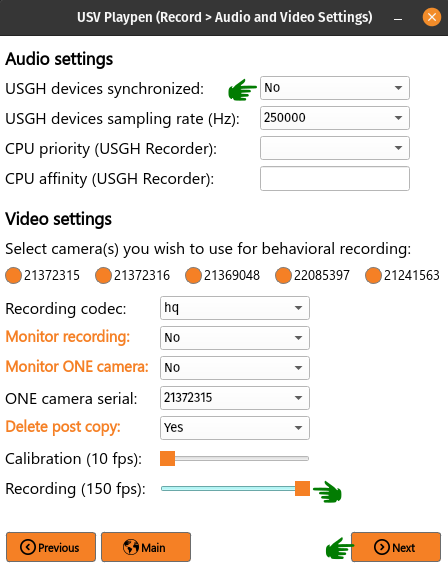 USV Playpen (Record > Audio and Video Settings)
Audio settings
USGH devices synchronized: No
USGH devices sampling rate (Hz): 250000
CPU priority (USGH Recorder):
CPU affinity (USGH Recorder):
Video settings
Select camera(s) you wish to use for behavioral recording:
21372315 21372316 21369048 22085397 21241563
Recording codec: hq
Monitor recording: No
Monitor ONE camera: No
ONE camera serial: 21372315
Delete post copy: Yes
Calibration (10 fps):
Recording (150 fps):
Previous Main Next